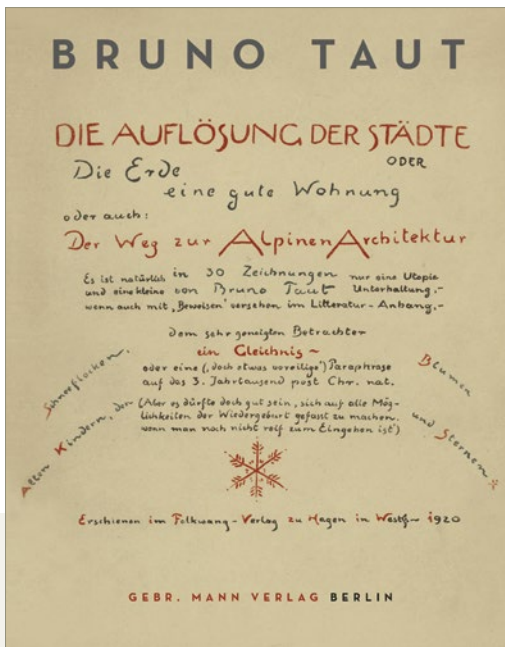 BRUNO TAUT
DIE AUFLÖSUNG DER STÄDTE
ODER
Die Erde
eine gute Wohnung
oder auch:
Der Weg zur Alpinen Architektur
Es ist natürlich in 30 Zeichnungen nur eine Utopie
und eine kleine von Bruno Taut Unterhaltung,-
wenn auch mit „Beweisen" versehen im Litteratur-Anhang,-
dem sehr geneigten Betrachter
ein Gleichnis ~
oder eine („doch etwas voreilige") Paraphrase
auf das 3. Jahrtausend post Chr. nat.
(Aber es dürfte doch gut sein, sich auf alle Mög-
lichkeiten der Wiedergeburt gefasst zu machen,
wenn man noch nicht reif zum Eingehen ist")
Allen Kindern, den Schneeflocken,
Blumen und Sternen
Erschienen im Folkwang-Verlag zu Hagen in Westf.~ 1920
GEBR. MANN VERLAG BERLIN